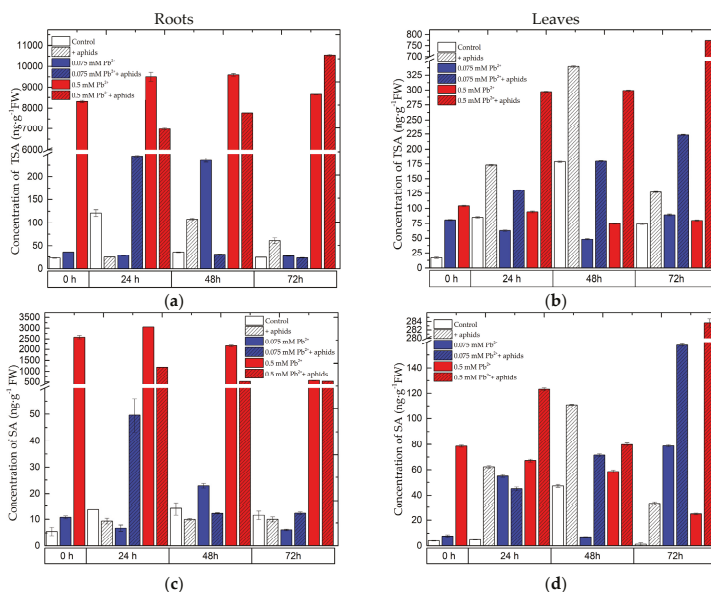 Roots
Leaves
Concentration of TSA (ng·g⁻¹FW)
11000
10000
9000
8000
7000
6000
200
150
100
50
0
Control
+ aphids
0.075 mM Pb²⁺
0.075 mM Pb²⁺+ aphids
0.5 mM Pb²⁺
0.5 mM Pb²⁺ + aphids
0 h
24 h
48h
72h
(a)
Concentration of TSA (ng·g⁻¹FW)
800
750
700
325
300
275
250
225
200
175
150
125
100
75
50
25
0
Control
+ aphids
0.075 mM Pb²⁺
0.075 mM Pb²⁺+ aphids
0.5 mM Pb²⁺
0.5 mM Pb²⁺+ aphids
0 h
24 h
48h
72h
(b)
Concentration of SA (ng·g⁻¹ FW)
3500
3000
2500
2000
1500
1000
500
50
40
30
20
10
0
Control
+ aphids
0.075 mM Pb²⁺
0.075 mM Pb²⁺+ aphids
0.5 mM Pb²⁺
0.5 mM Pb²⁺ + aphids
0 h
24 h
48h
72h
(c)
Concentration of SA (ng·g⁻¹FW)
284
282
280
140
120
100
80
60
40
20
0
Control
+ aphids
0.075 mM Pb²⁺
0.075 mM Pb²⁺+ aphids
0.5 mM Pb²⁺
0.5 mM Pb²⁺+ aphids
0 h
24 h
48h
72h
(d)